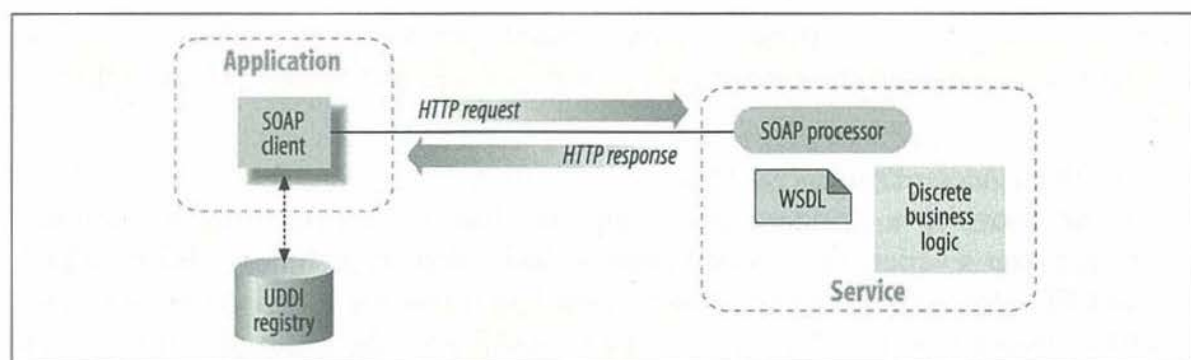 Application
SOAP
client
HTTP request
HTTP response
UDDI
registry
SOAP processor
WSDL
Discrete
business
logic
Service